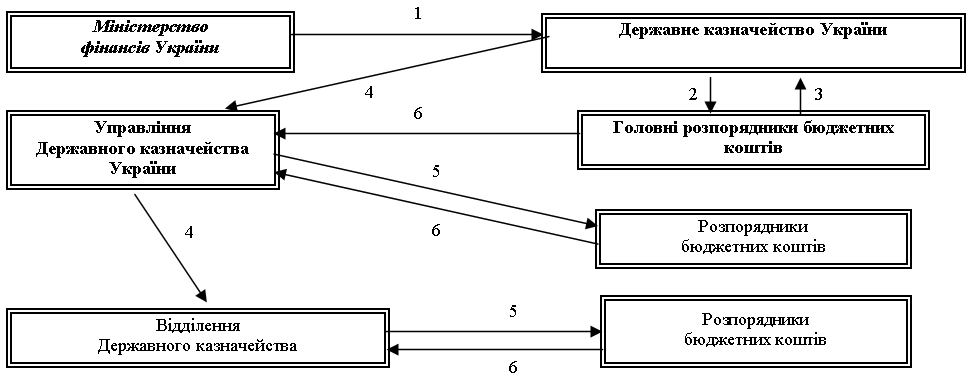 1
Міністерство
фінансів України
Державне казначейство України
4
2
3
6
Управління
Державного казначейства
України
Головні розпорядники бюджетних
коштів
5
6
Розпорядники
бюджетних коштів
4
5
Відділення
Державного казначейства
Розпорядники
бюджетних коштів
6